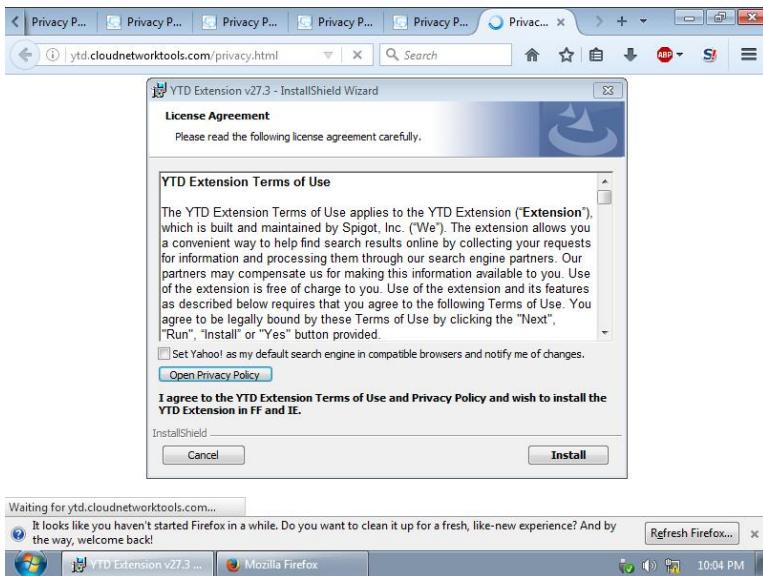 Privacy P...
Privacy P...
Privacy P...
Privacy P...
Privacy P...
Privac...
ytd.cloudnetworktools.com/privacy.html
Search
ABP
S!
YTD Extension v27.3 - InstallShield Wizard
License Agreement
Please read the following license agreement carefully.
YTD Extension Terms of Use
The YTD Extension Terms of Use applies to the YTD Extension (“Extension”),
which is built and maintained by Spigot, Inc. (“We”). The extension allows you
a convenient way to help find search results online by collecting your requests
for information and processing them through our search engine partners. Our
partners may compensate us for making this information available to you. Use
of the extension is free of charge to you. Use of the extension and its features
as described below requires that you agree to the following Terms of Use. You
agree to be legally bound by these Terms of Use by clicking the "Next",
"Run", “Install” or "Yes" button provided.
Set Yahoo! as my default search engine in compatible browsers and notify me of changes.
Open Privacy Policy
I agree to the YTD Extension Terms of Use and Privacy Policy and wish to install the
YTD Extension in FF and IE.
InstallShield
Cancel
Install
Waiting for ytd.cloudnetworktools.com...
It looks like you haven't started Firefox in a while. Do you want to clean it up for a fresh, like-new experience? And by
the way, welcome back!
Refresh Firefox...
YTD Extension v27.3 ...
Mozilla Firefox
10:04 PM